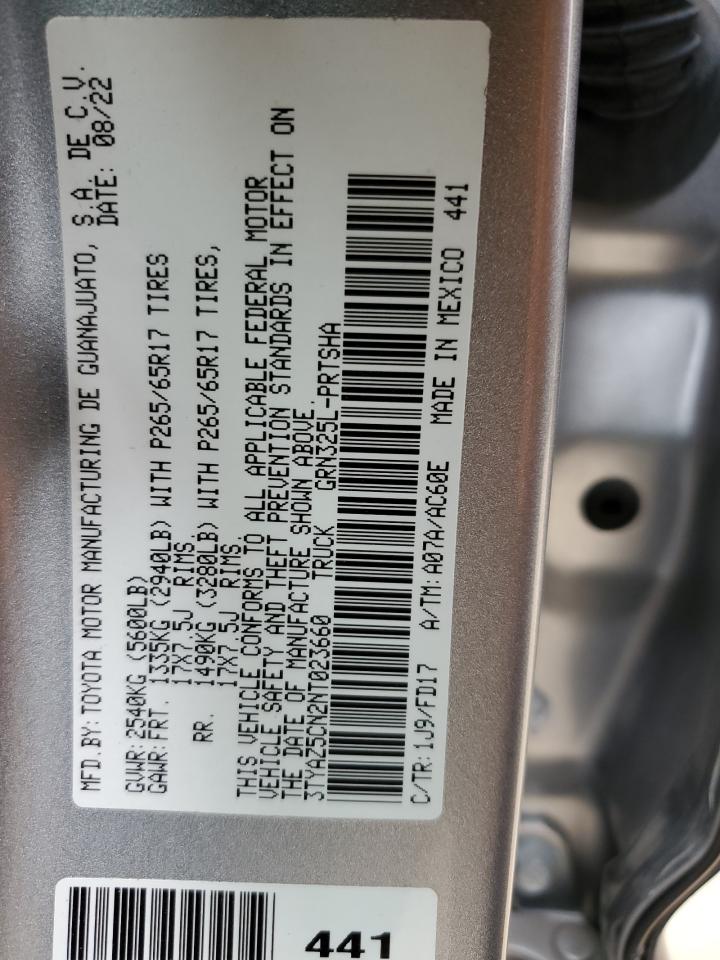 MFD.BY: TOYOTA MOTOR MANUFACTURING DE GUANAJUATO, S.A. DE C.V.
DATE: 08/22
GVWR:2540KG (5600LB)
GAWR:FRT. 1335KG (2940LB) WITH P265/65R17 TIRES
17X7.5J RIMS.
RR. 1490KG (3280LB) WITH P265/65R17 TIRES,
17X7.5J RIMS.
THIS VEHICLE CONFORMS TO ALL APPLICABLE FEDERAL MOTOR
VEHICLE SAFETY AND THEFT PREVENTION STANDARDS IN EFFECT ON
THE DATE OF MANUFACTURE SHOWN ABOVE.
3TYAZ5CN2NT023660 TRUCK GRN325L-PRTSHA
C/TR:1J9/FD17 A/TM:A07A/AC60E MADE IN MEXICO 441
441